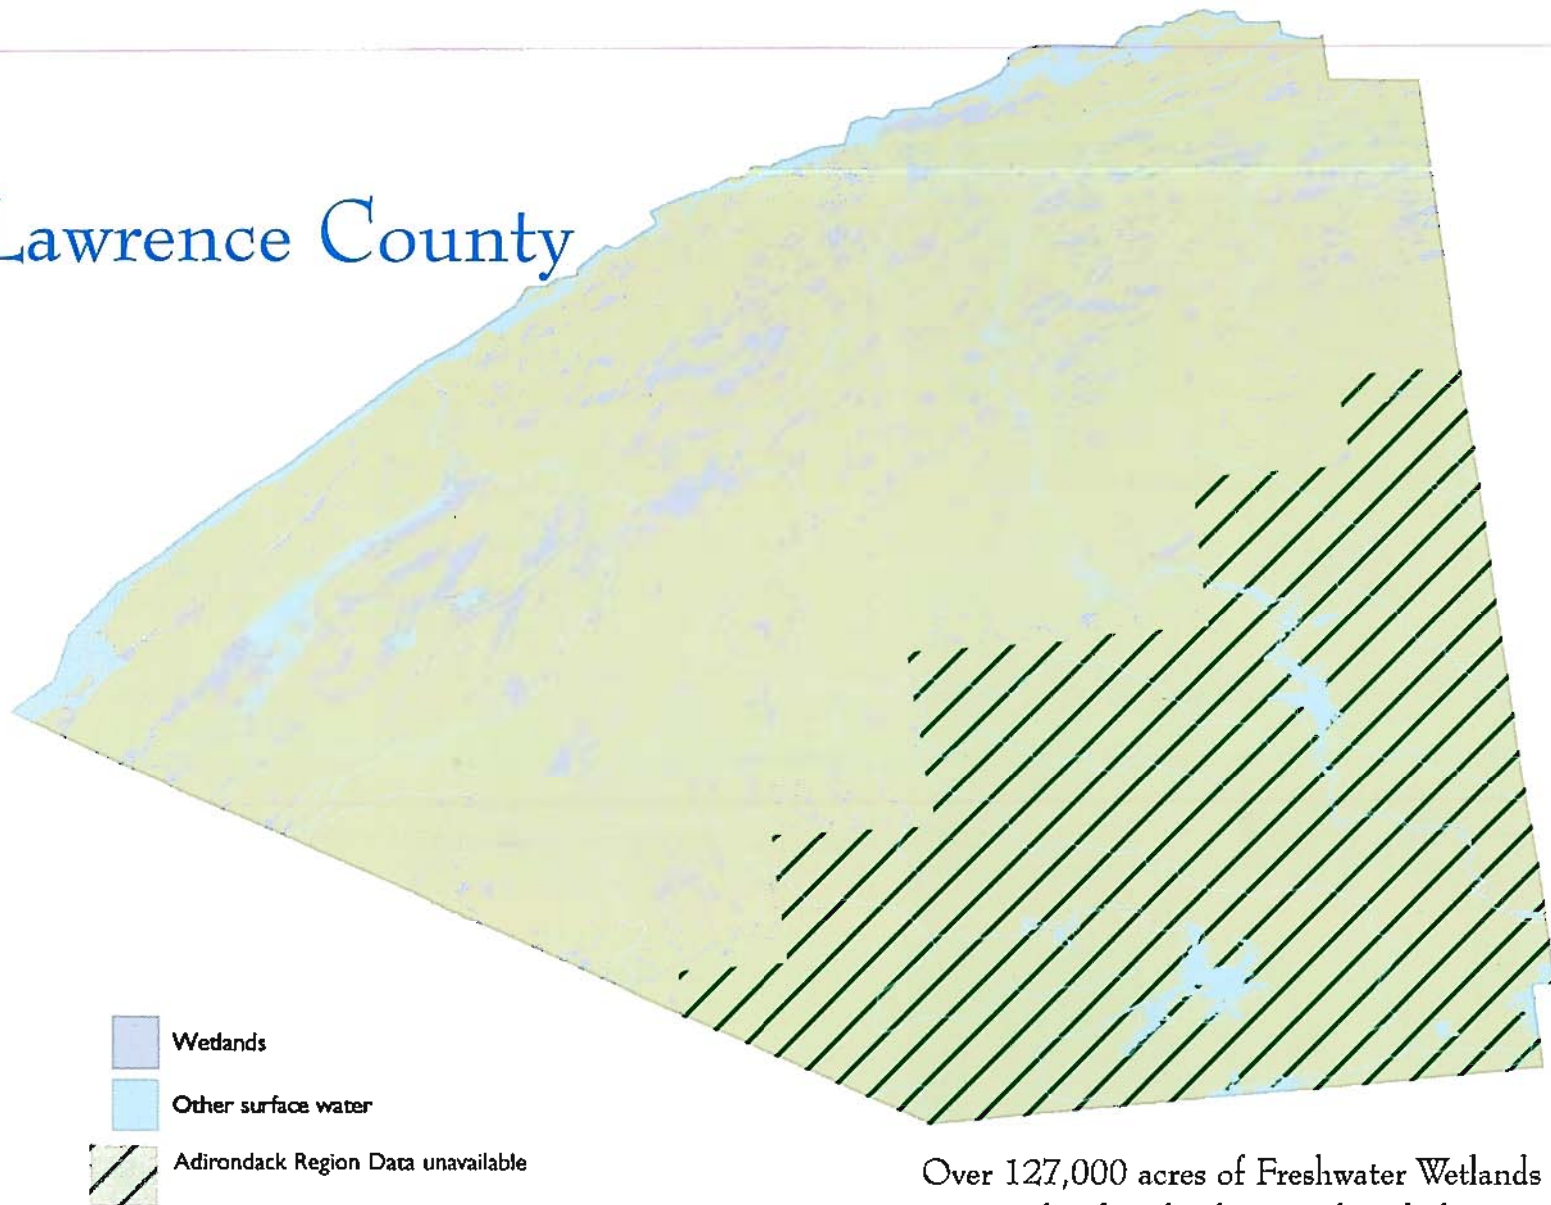 Lawrence County
Wetlands
Other surface water
Adirondack Region Data unavailable
Over 127,000 acres of Freshwater Wetlands